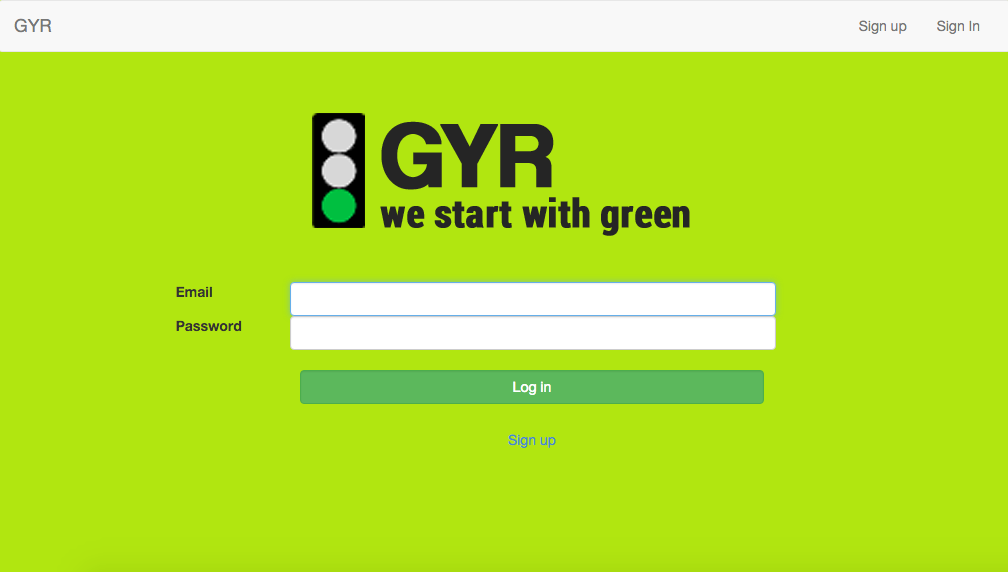 GYR
Sign up
Sign In
GYR
we start with green
Email
Password
Log in
Sign up